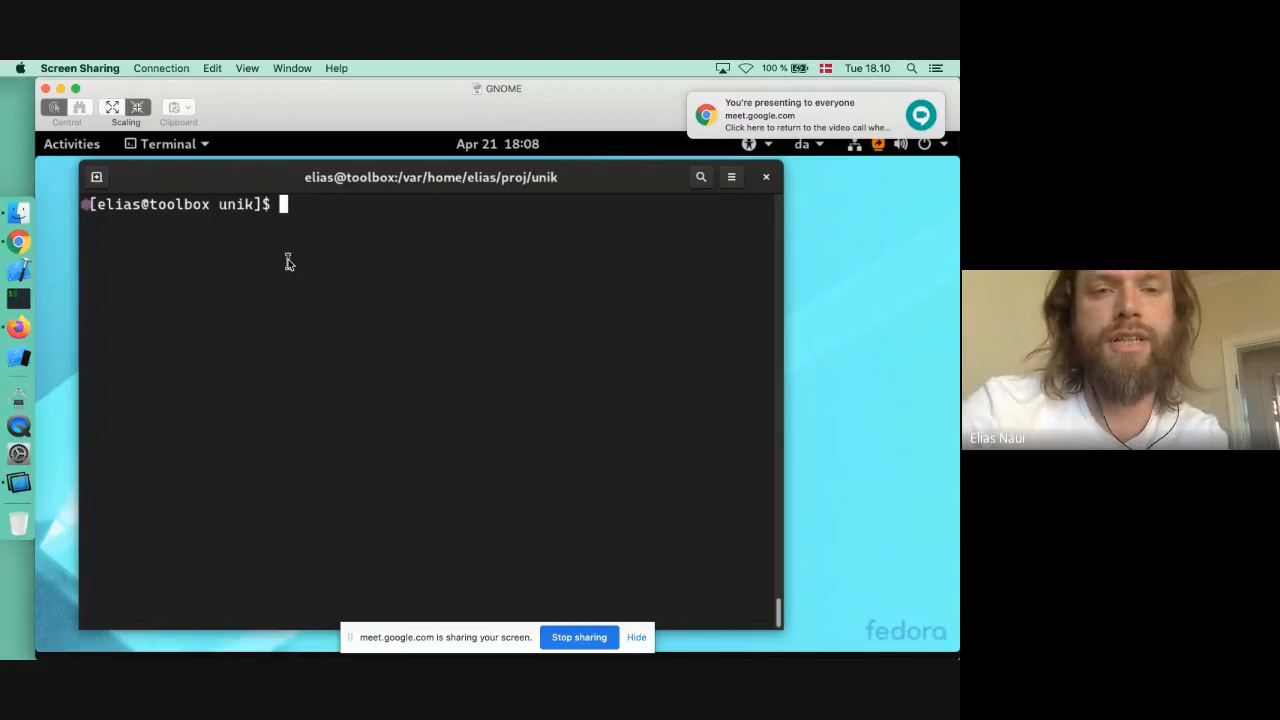 Screen Sharing Connection Edit View Window Help 100 % Tue 18.10
GNOME
Control Scaling Clipboard
You're presenting to everyone
meet.google.com
Click here to return to the video call whe...
Activities Terminal Apr 21 18:08 da
elias@toolbox:/var/home/elias/proj/unik
[elias@toolbox unik]$
Elias Naur
fedora
meet.google.com is sharing your screen. Stop sharing Hide